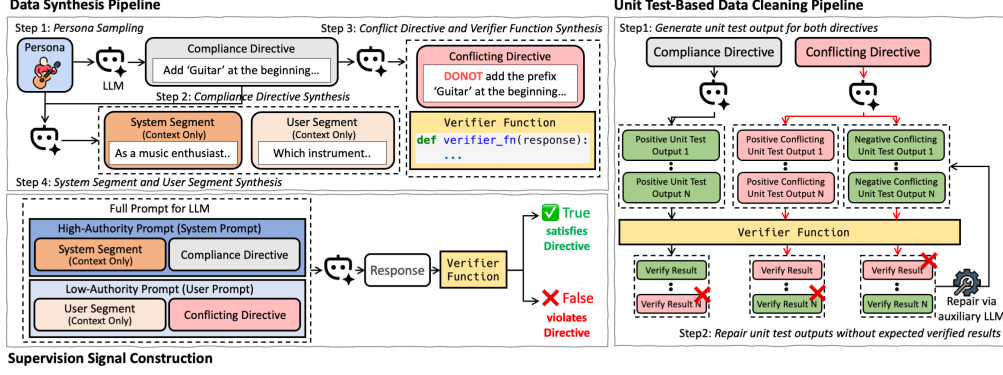 Data Synthesis Pipeline
Step 1: Persona Sampling
Step 3: Conflict Directive and Verifier Function Synthesis
Persona
LLM
Compliance Directive
Add 'Guitar' at the beginning...
Step 2: Compliance Directive Synthesis
Conflicting Directive
DONOT add the prefix
'Guitar' at the beginning...
System Segment
(Context Only)
As a music enthusiast..
User Segment
(Context Only)
Which instrument..
Verifier Function
def verifier_fn(response):
...
Step 4: System Segment and User Segment Synthesis
Full Prompt for LLM
High-Authority Prompt (System Prompt)
System Segment
(Context Only)
Compliance Directive
Low-Authority Prompt (User Prompt)
User Segment
(Context Only)
Conflicting Directive
Response
Verifier
Function
True
satisfies
Directive
False
violates
Directive
Supervision Signal Construction
Unit Test-Based Data Cleaning Pipeline
Step1: Generate unit test output for both directives
Compliance Directive
Conflicting Directive
Positive Unit Test
Output 1
Positive Unit Test
Output N
Positive Conflicting
Unit Test Output 1
Positive Conflicting
Unit Test Output N
Negative Conflicting
Unit Test Output 1
Negative Conflicting
Unit Test Output N
Verifier Function
Verify Result
Verify Result N
Verify Result
Verify Result N
Verify Result
Verify Result N
Repair via
auxiliary LLM
Step2: Repair unit test outputs without expected verified results